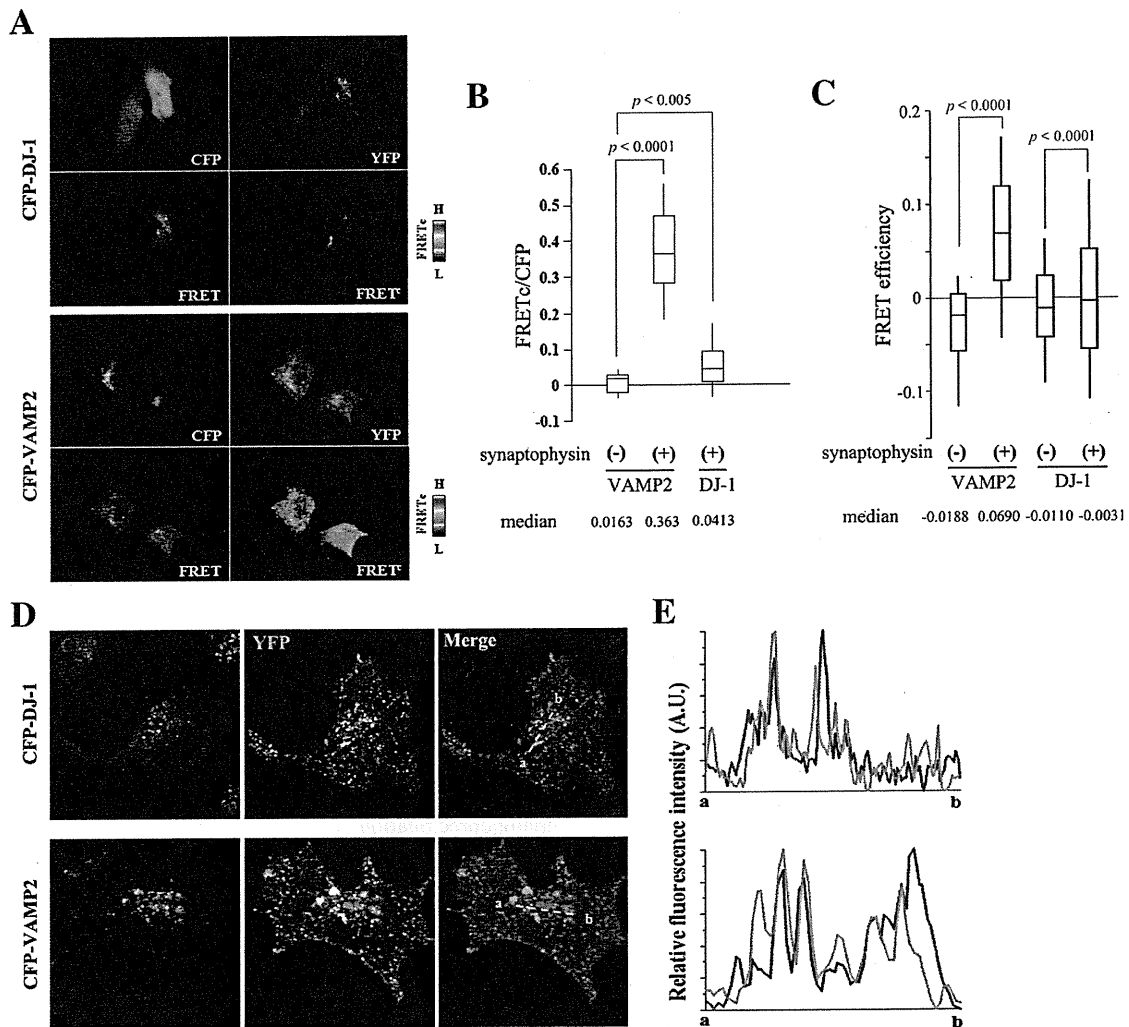 A
CFP-DJ-1
CFP
YFP
FRET
FRETᶜ
H
FRETc
L
CFP-VAMP2
CFP
YFP
FRET
FRETᶜ
H
FRETc
L
B
p < 0.005
p < 0.0001
FRETc/CFP
0.6
0.5
0.4
0.3
0.2
0.1
0
-0.1
synaptophysin (-) (+) (+)
VAMP2 DJ-1
median 0.0163 0.363 0.0413
C
p < 0.0001
p < 0.0001
FRET efficiency
0.2
0.1
0
-0.1
synaptophysin (-) (+) (-) (+)
VAMP2 DJ-1
median -0.0188 0.0690 -0.0110 -0.0031
D
CFP-DJ-1
YFP
Merge
a
b
CFP-VAMP2
a
b
E
Relative fluorescence intensity (A.U.)
a b
a b